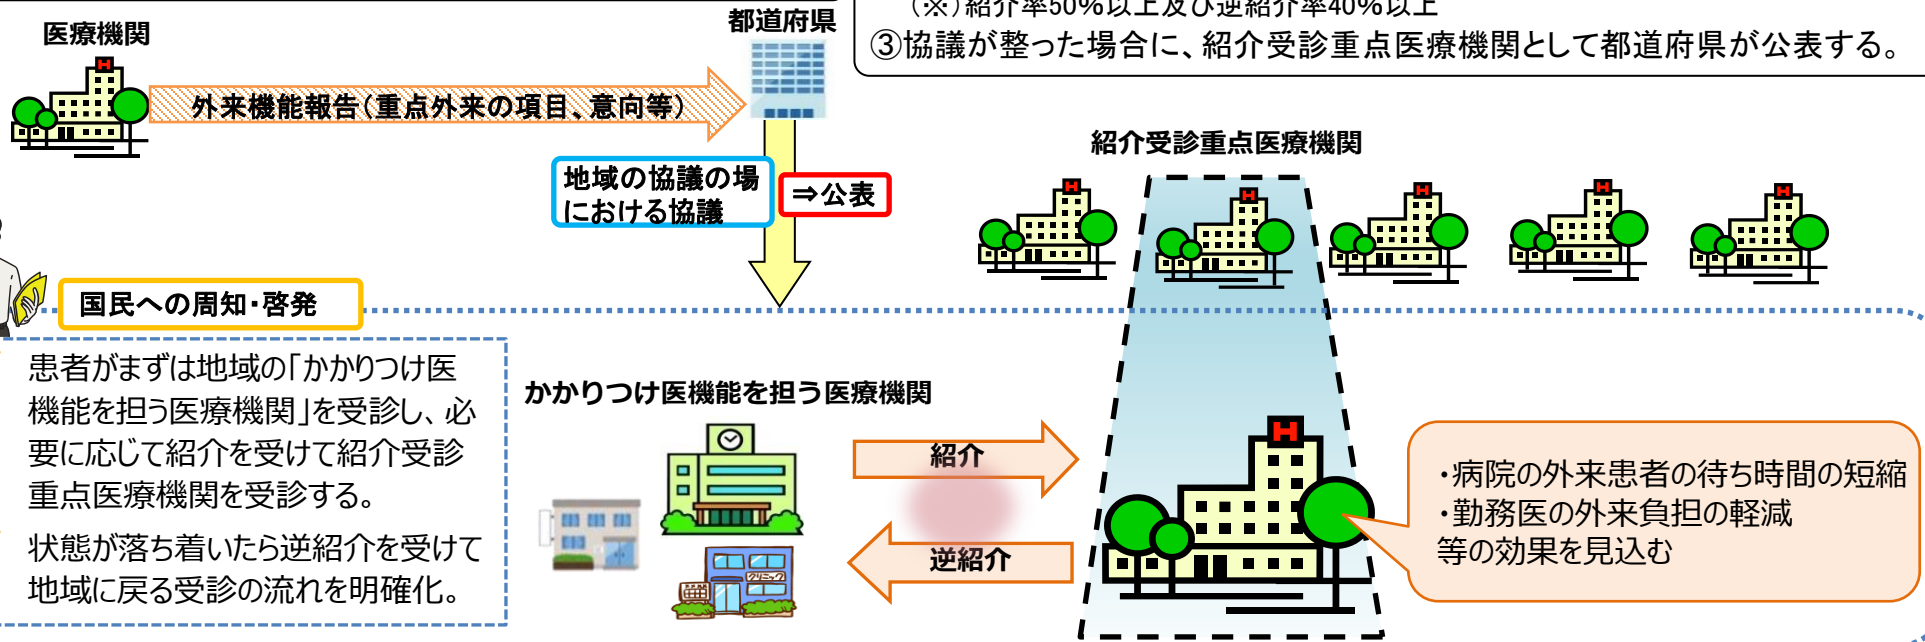 (※)紹介率50%以上及び逆紹介率40%以上
③協議が整った場合に、紹介受診重点医療機関として都道府県が公表する。
医療機関
都道府県
外来機能報告(重点外来の項目、意向等)
地域の協議の場
における協議
⇒公表
紹介受診重点医療機関
国民への周知・啓発
患者がまずは地域の「かかりつけ医
機能を担う医療機関」を受診し、必
要に応じて紹介を受けて紹介受診
重点医療機関を受診する。
状態が落ち着いたら逆紹介を受けて
地域に戻る受診の流れを明確化。
かかりつけ医機能を担う医療機関
クリニック
紹介
逆紹介
・病院の外来患者の待ち時間の短縮
・勤務医の外来負担の軽減
等の効果を見込む
H
H
H
H
H
H
H